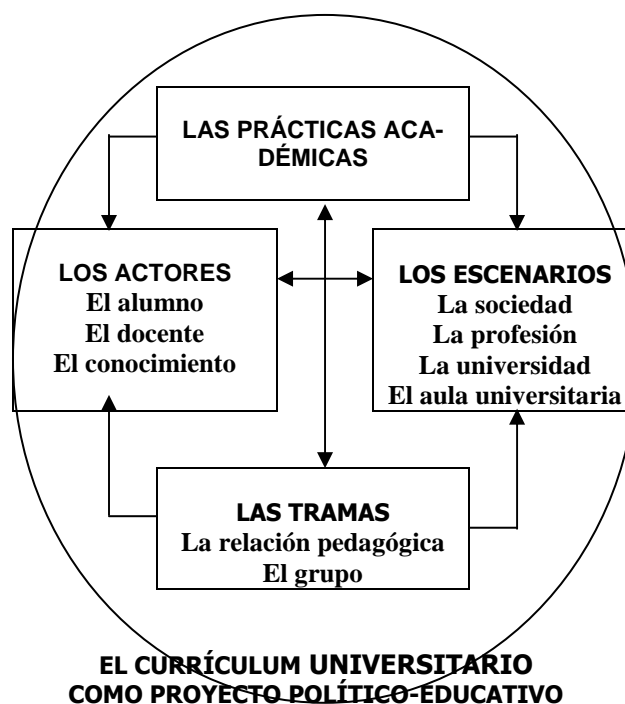 LAS PRÁCTICAS ACA-
DÉMICAS
LOS ACTORES
El alumno
El docente
El conocimiento
LOS ESCENARIOS
La sociedad
La profesión
La universidad
El aula universitaria
LAS TRAMAS
La relación pedagógica
El grupo
EL CURRÍCULUM UNIVERSITARIO
COMO PROYECTO POLÍTICO-EDUCATIVO